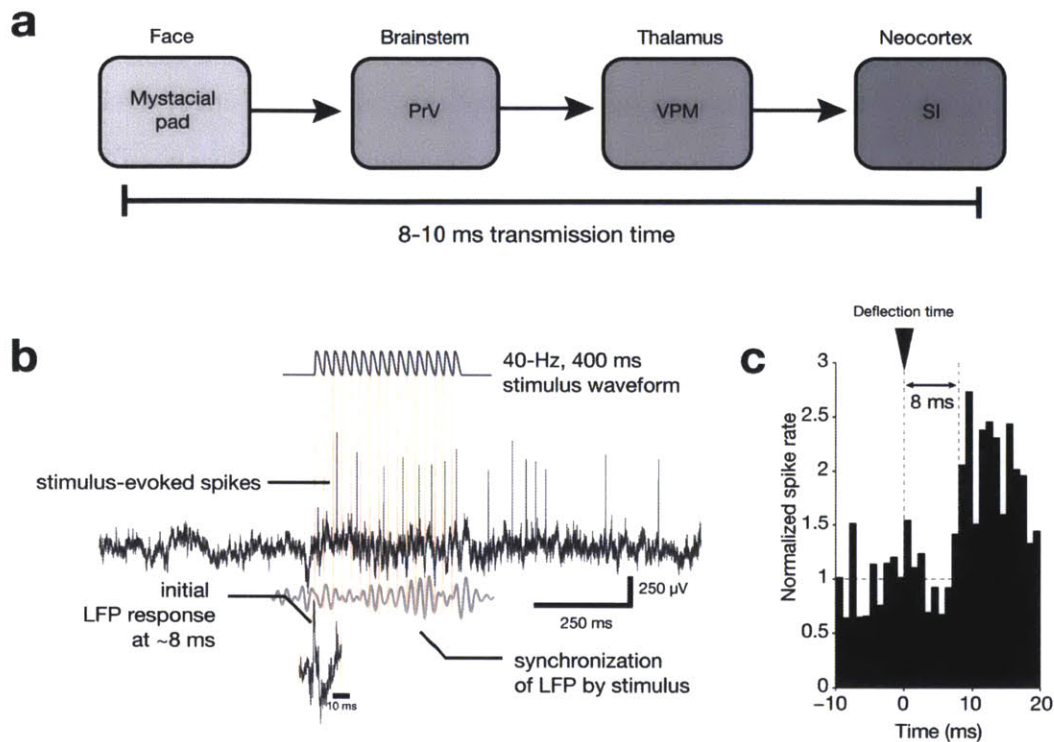 a
Face
Brainstem
Thalamus
Neocortex
Mystacial
pad
PrV
VPM
SI
8-10 ms transmission time
b
40-Hz, 400 ms
stimulus waveform
stimulus-evoked spikes
initial
LFP response
at ~8 ms
10 ms
250 µV
250 ms
synchronization
of LFP by stimulus
c
Deflection time
8 ms
Normalized spike rate
3
2.5
2
1.5
1
0.5
0
-10
0
10
20
Time (ms)